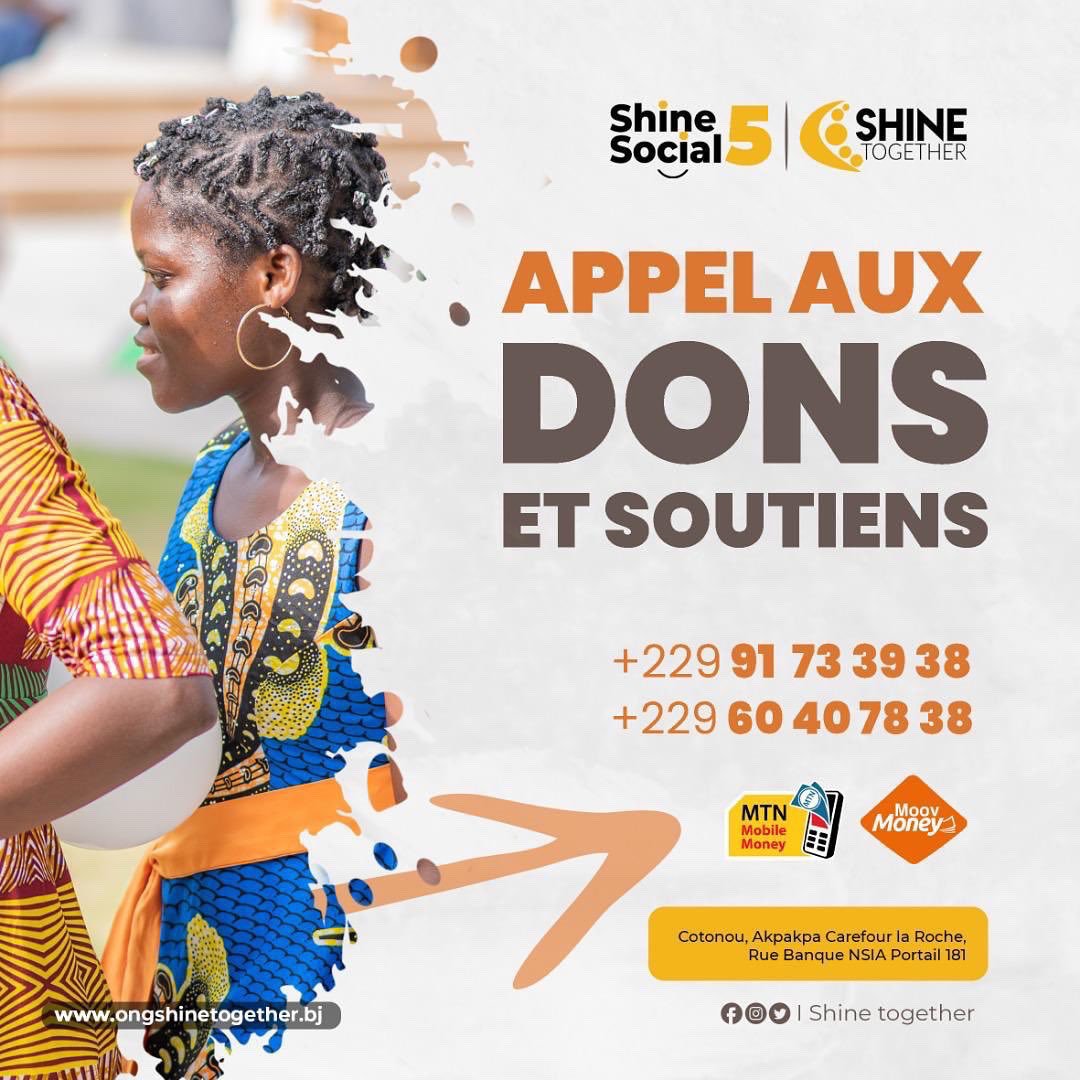 Shine
Social 5
SHINE
TOGETHER
APPEL AUX
DONS
ET SOUTIENS
+229 91 73 39 38
+229 60 40 78 38
MTN
Mobile
Money
MTN
Moov
Money
Cotonou, Akpakpa Carefour la Roche,
Rue Banque NSIA Portail 181
www.ongshinetogether.bj
| Shine together